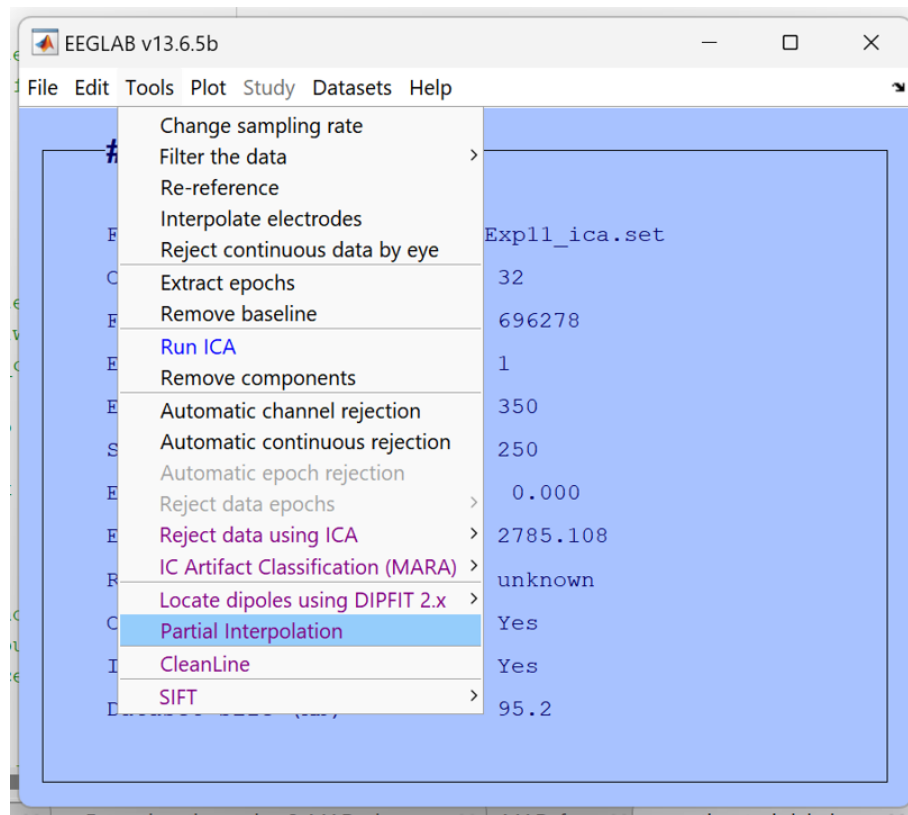 EEGLAB v13.6.5b
File Edit Tools Plot Study Datasets Help
#
Change sampling rate
Filter the data
Re-reference
Interpolate electrodes
Reject continuous data by eye
Extract epochs
Remove baseline
Run ICA
Remove components
Automatic channel rejection
Automatic continuous rejection
Automatic epoch rejection
Reject data epochs
Reject data using ICA
IC Artifact Classification (MARA)
Locate dipoles using DIPFIT 2.x
Partial Interpolation
CleanLine
SIFT
Exp11_ica.set
32
696278
1
350
250
0.000
2785.108
unknown
Yes
Yes
95.2